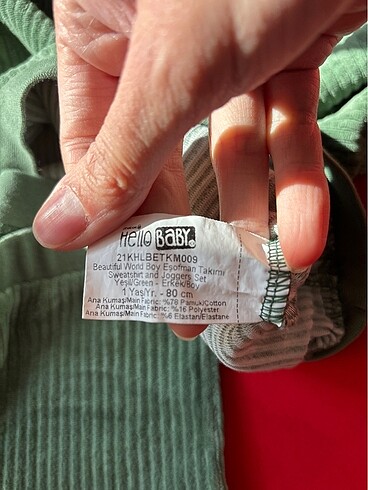 Hello BABY
21KHLBETKM009
Beautiful World Boy Eşofman Takımı
Sweatshirt and Joggers Set
Yeşil/Green - Erkek/Boy
1 Yaş/Yr. - 80 cm
Ana Kumaş/Main Fabric: %78 Pamuk/Cotton
Ana Kumaş/Main Fabric: %16 Polyester
Ana Kumaş/Main Fabric: %6 Elastan/Elastane